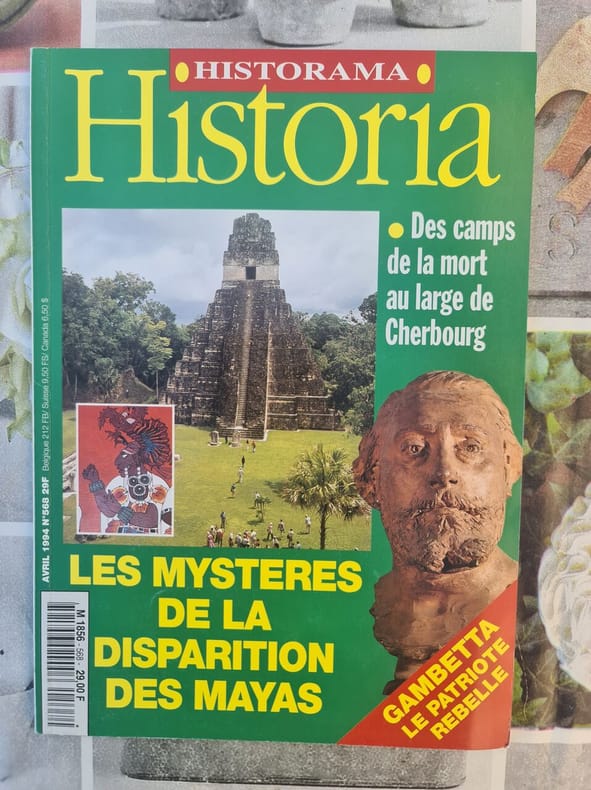 HISTORAMA
Historia
Des camps
de la mort
au large de
Cherbourg
LES MYSTERES
DE LA
DISPARITION
DES MAYAS
GAMBETTA
LE PATRIOTE
REBELLE
AVRIL 1994 N°568 29F Belgique 212 FB/ Suisse 9,50 FS/ Canada 6,50 $
M 1856 - 568 - 29,00 F